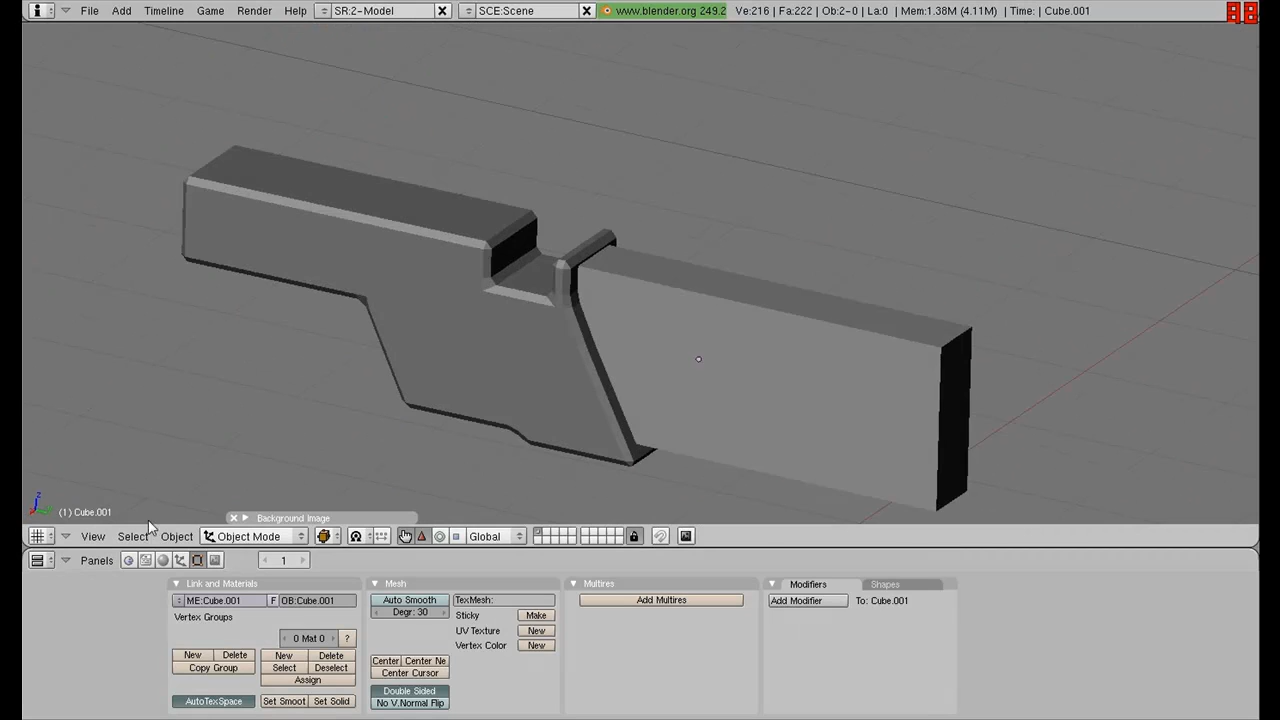 File Add Timeline Game Render Help SR:2-Model SCE:Scene www.blender.org 249.2 Ve:216 | Fa:222 | Ob:2-0 | La:0 | Mem:1.38M (4.11M) | Time: | Cube.001
z
(1) Cube.001
Background Image
View Select Object Object Mode Global
Panels 1
Link and Materials Mesh Multires Modifiers Shapes
ME:Cube.001 F OB:Cube.001 Auto Smooth TexMesh: Add Multires Add Modifier To: Cube.001
Degr: 30 Sticky Make
Vertex Groups
UV Texture New
0 Mat 0 ?
Vertex Color New
New Delete New Delete Center Center Ne
Copy Group Select Deselect Center Cursor
Assign
Double Sided
AutoTexSpace Set Smoot Set Solid No V.Normal Flip